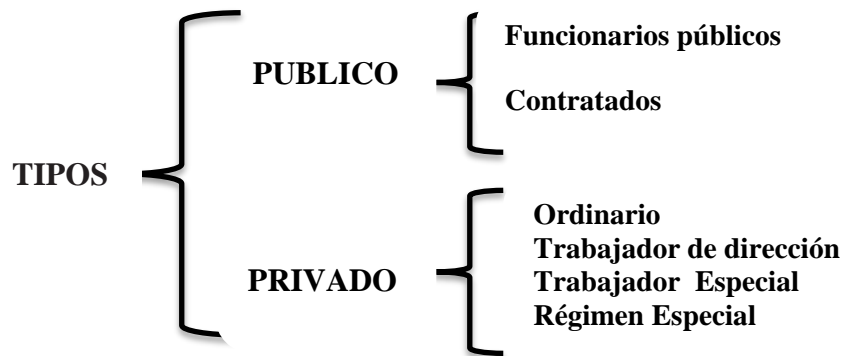 TIPOS
PUBLICO
Funcionarios públicos
Contratados
PRIVADO
Ordinario
Trabajador de dirección
Trabajador Especial
Régimen Especial